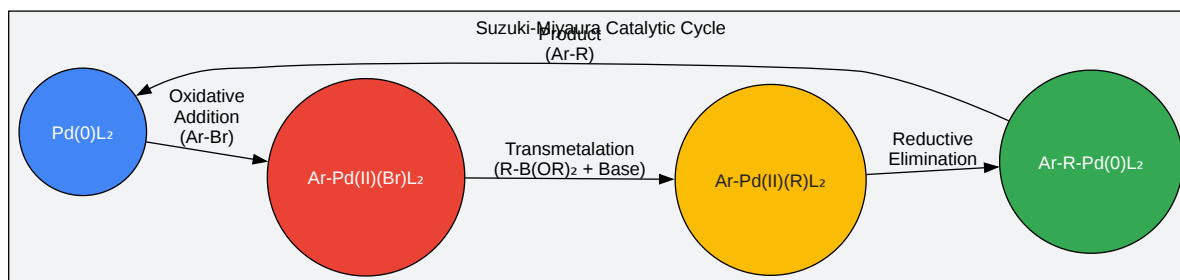 Suzuki-Miyaura Catalytic Cycle
Product
(Ar-R)
Pd(0)L₂
Oxidative
Addition
(Ar-Br)
Ar-Pd(II)(Br)L₂
Transmetalation
(R-B(OR)₂ + Base)
Ar-Pd(II)(R)L₂
Reductive
Elimination
Ar-R-Pd(0)L₂